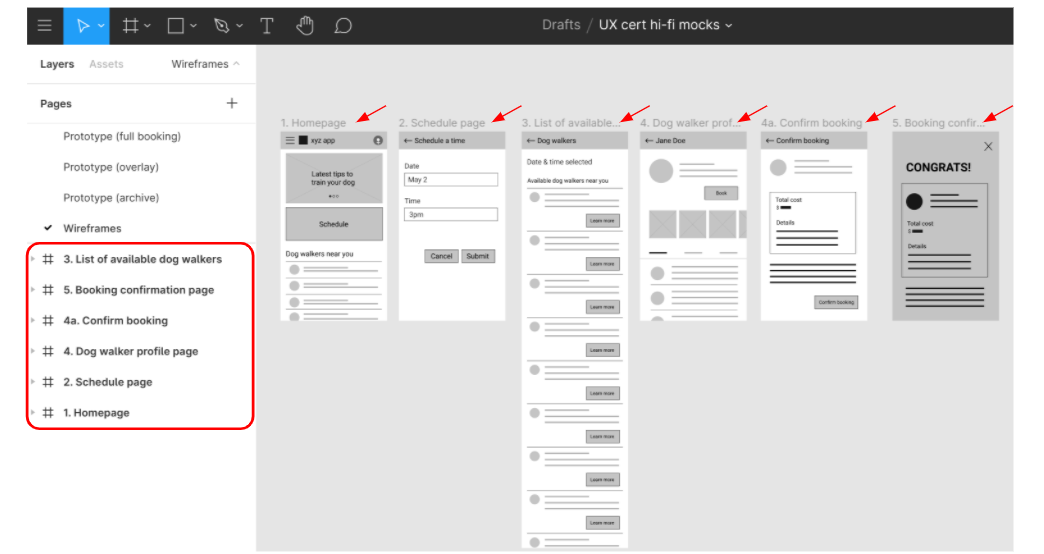 Drafts / UX cert hi-fi mocks
Layers Assets Wireframes
Pages
Prototype (full booking)
Prototype (overlay)
Prototype (archive)
Wireframes
3. List of available dog walkers
5. Booking confirmation page
4a. Confirm booking
4. Dog walker profile page
2. Schedule page
1. Homepage
1. Homepage
xyz app
Latest tips to
train your dog
Schedule
Dog walkers near you
2. Schedule page
Schedule a time
Date
May 2
Time
3pm
Cancel Submit
3. List of available...
Dog walkers
Date & time selected
Available dog walkers near you
Learn more
Learn more
Learn more
Learn more
Learn more
Learn more
Learn more
Learn more
4. Dog walker prof...
Jane Doe
Book
4a. Confirm booking
Confirm booking
Total cost
$
Details
Confirm booking
5. Booking confir...
CONGRATS!
Total cost
$
Details